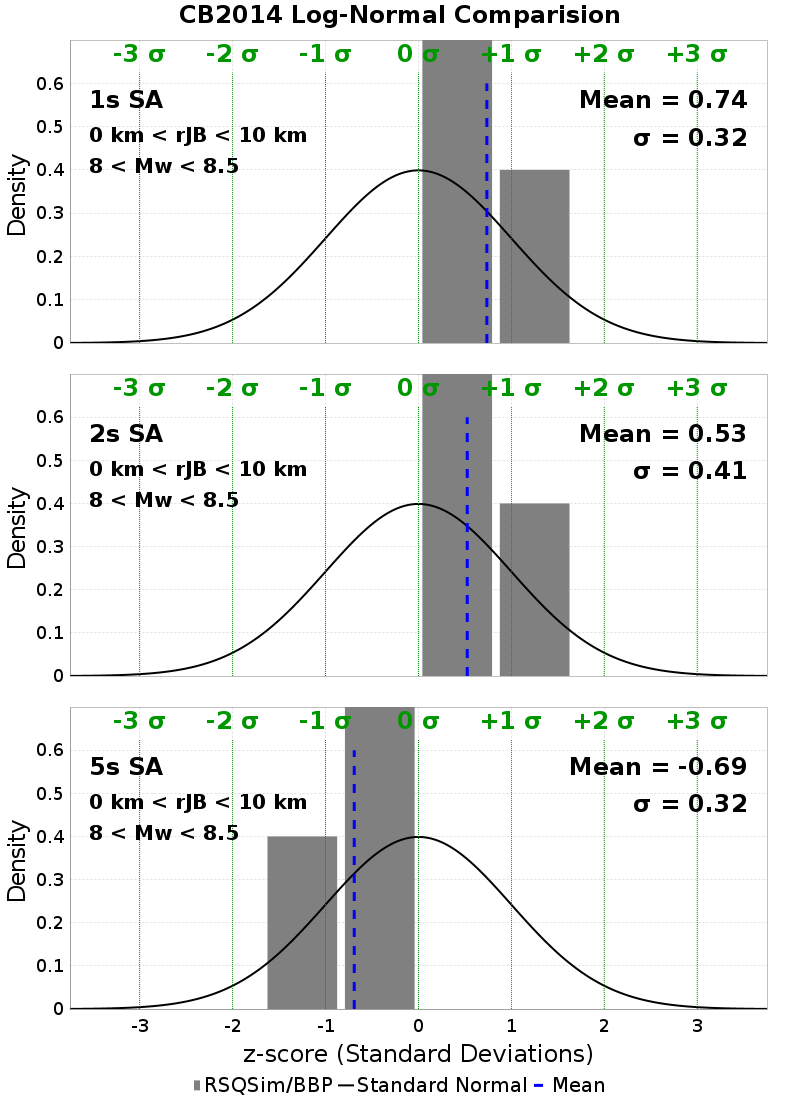 CB2014 Log-Normal Comparision
-3 σ -2 σ -1 σ 0 σ +1 σ +2 σ +3 σ
1s SA
0 km < rJB < 10 km
8 < Mw < 8.5
Mean = 0.74
σ = 0.32
Density
0.6
0.5
0.4
0.3
0.2
0.1
0
-3 σ -2 σ -1 σ 0 σ +1 σ +2 σ +3 σ
2s SA
0 km < rJB < 10 km
8 < Mw < 8.5
Mean = 0.53
σ = 0.41
Density
0.6
0.5
0.4
0.3
0.2
0.1
0
-3 σ -2 σ -1 σ 0 σ +1 σ +2 σ +3 σ
5s SA
0 km < rJB < 10 km
8 < Mw < 8.5
Mean = -0.69
σ = 0.32
Density
0.6
0.5
0.4
0.3
0.2
0.1
0
-3 -2 -1 0 1 2 3
z-score (Standard Deviations)
RSQSim/BBP Standard Normal Mean